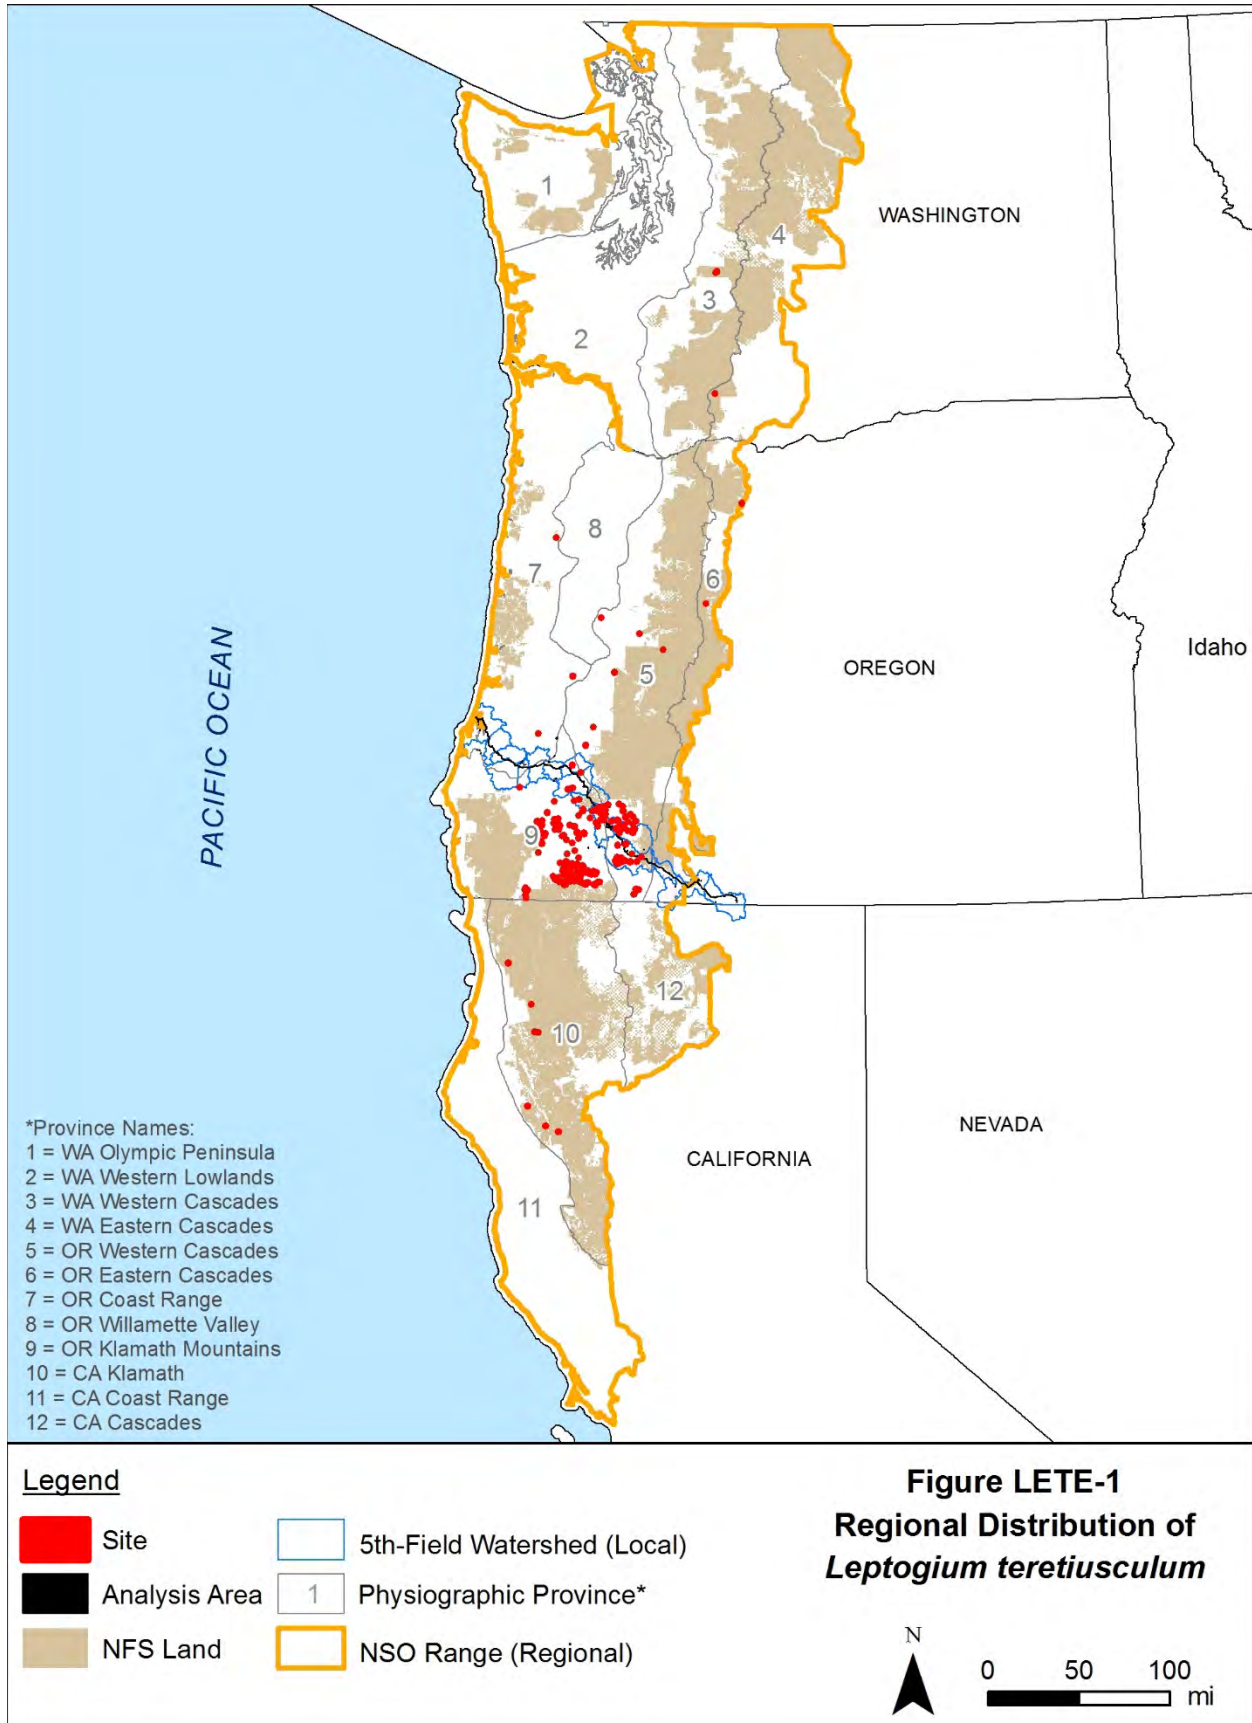 1
WASHINGTON
4
3
2
8
7
6
5
OREGON
Idaho
PACIFIC OCEAN
9
12
10
NEVADA
CALIFORNIA
11
*Province Names:
1 = WA Olympic Peninsula
2 = WA Western Lowlands
3 = WA Western Cascades
4 = WA Eastern Cascades
5 = OR Western Cascades
6 = OR Eastern Cascades
7 = OR Coast Range
8 = OR Willamette Valley
9 = OR Klamath Mountains
10 = CA Klamath
11 = CA Coast Range
12 = CA Cascades
Legend
Site
Analysis Area
NFS Land
5th-Field Watershed (Local)
1
Physiographic Province*
NSO Range (Regional)
Figure LETE-1
Regional Distribution of
Leptogium teretiusculum
N
0 50 100
mi